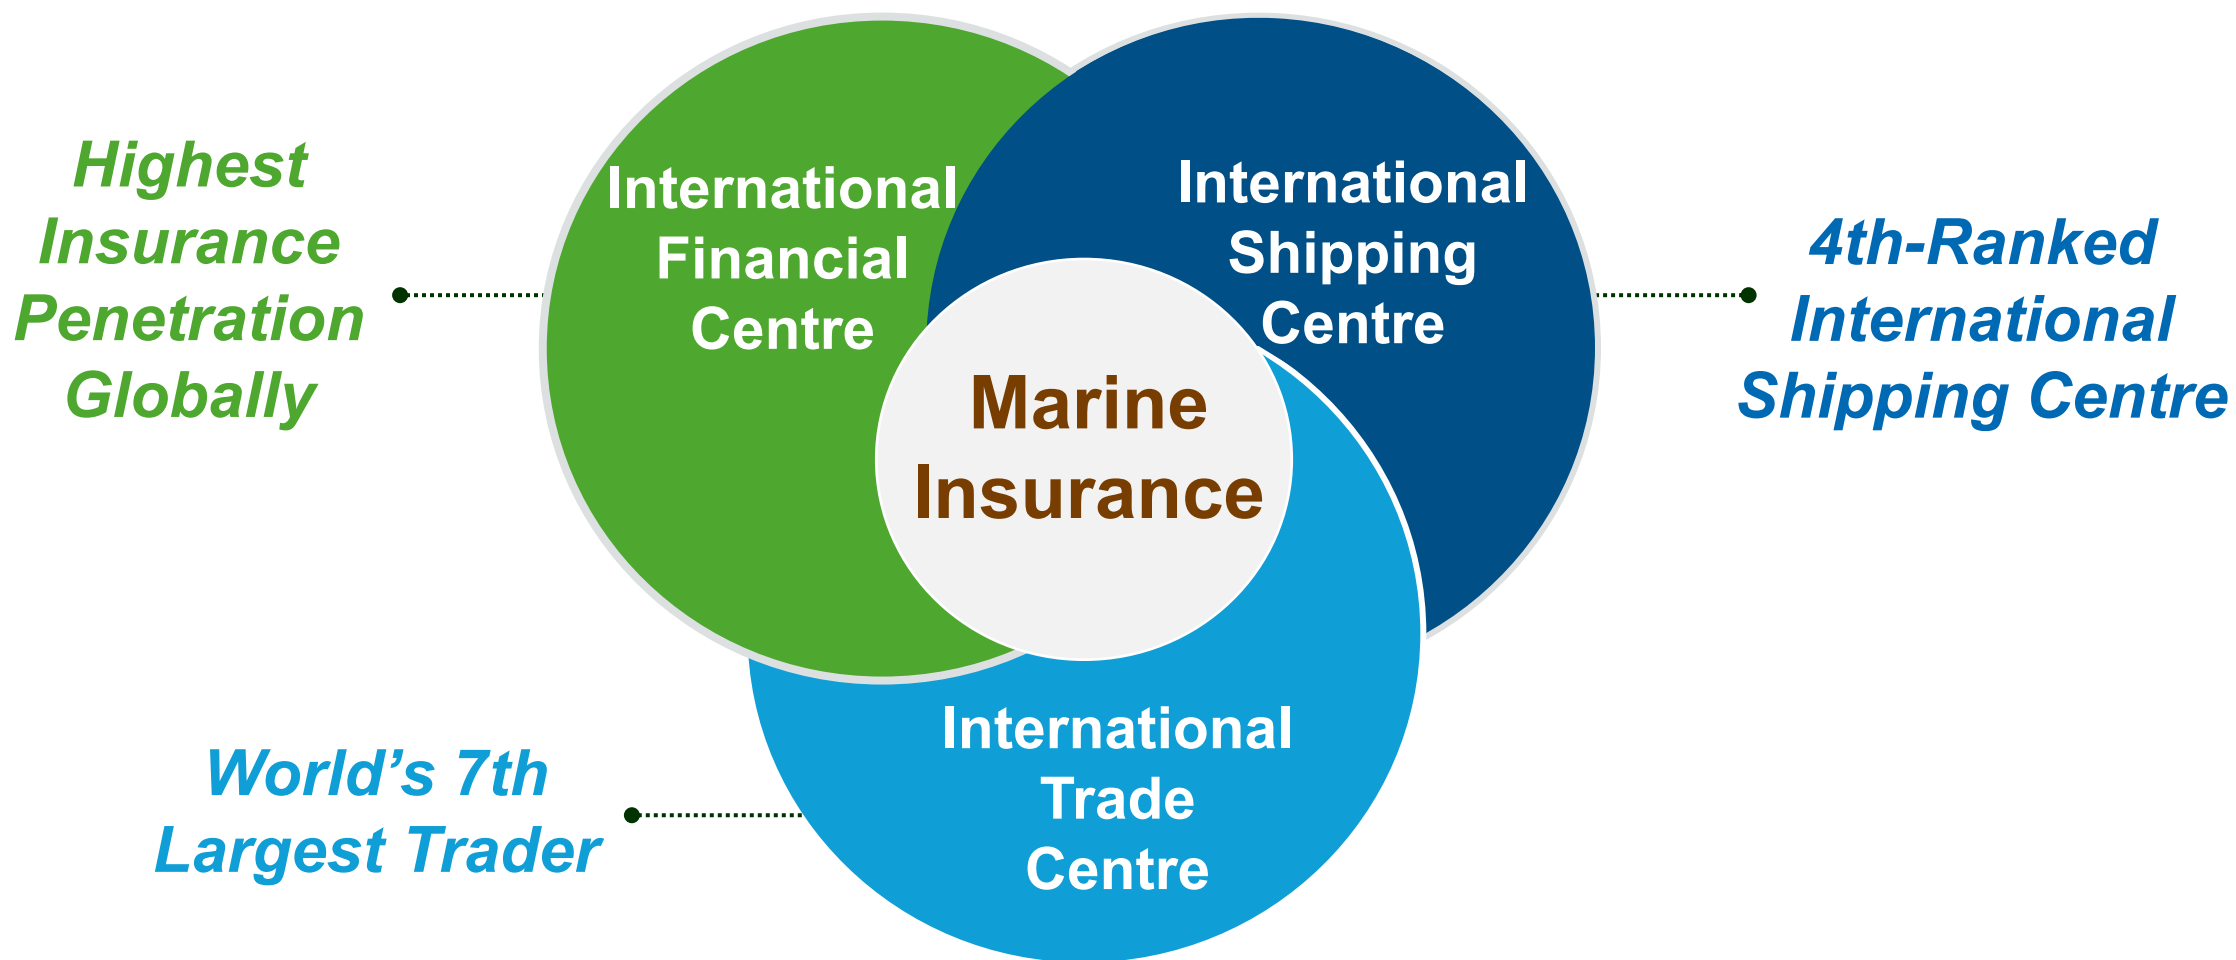 Highest
Insurance
Penetration
Globally
International
Financial
Centre
International
Shipping
Centre
4th-Ranked
International
Shipping Centre
Marine
Insurance
World’s 7th
Largest Trader
International
Trade
Centre